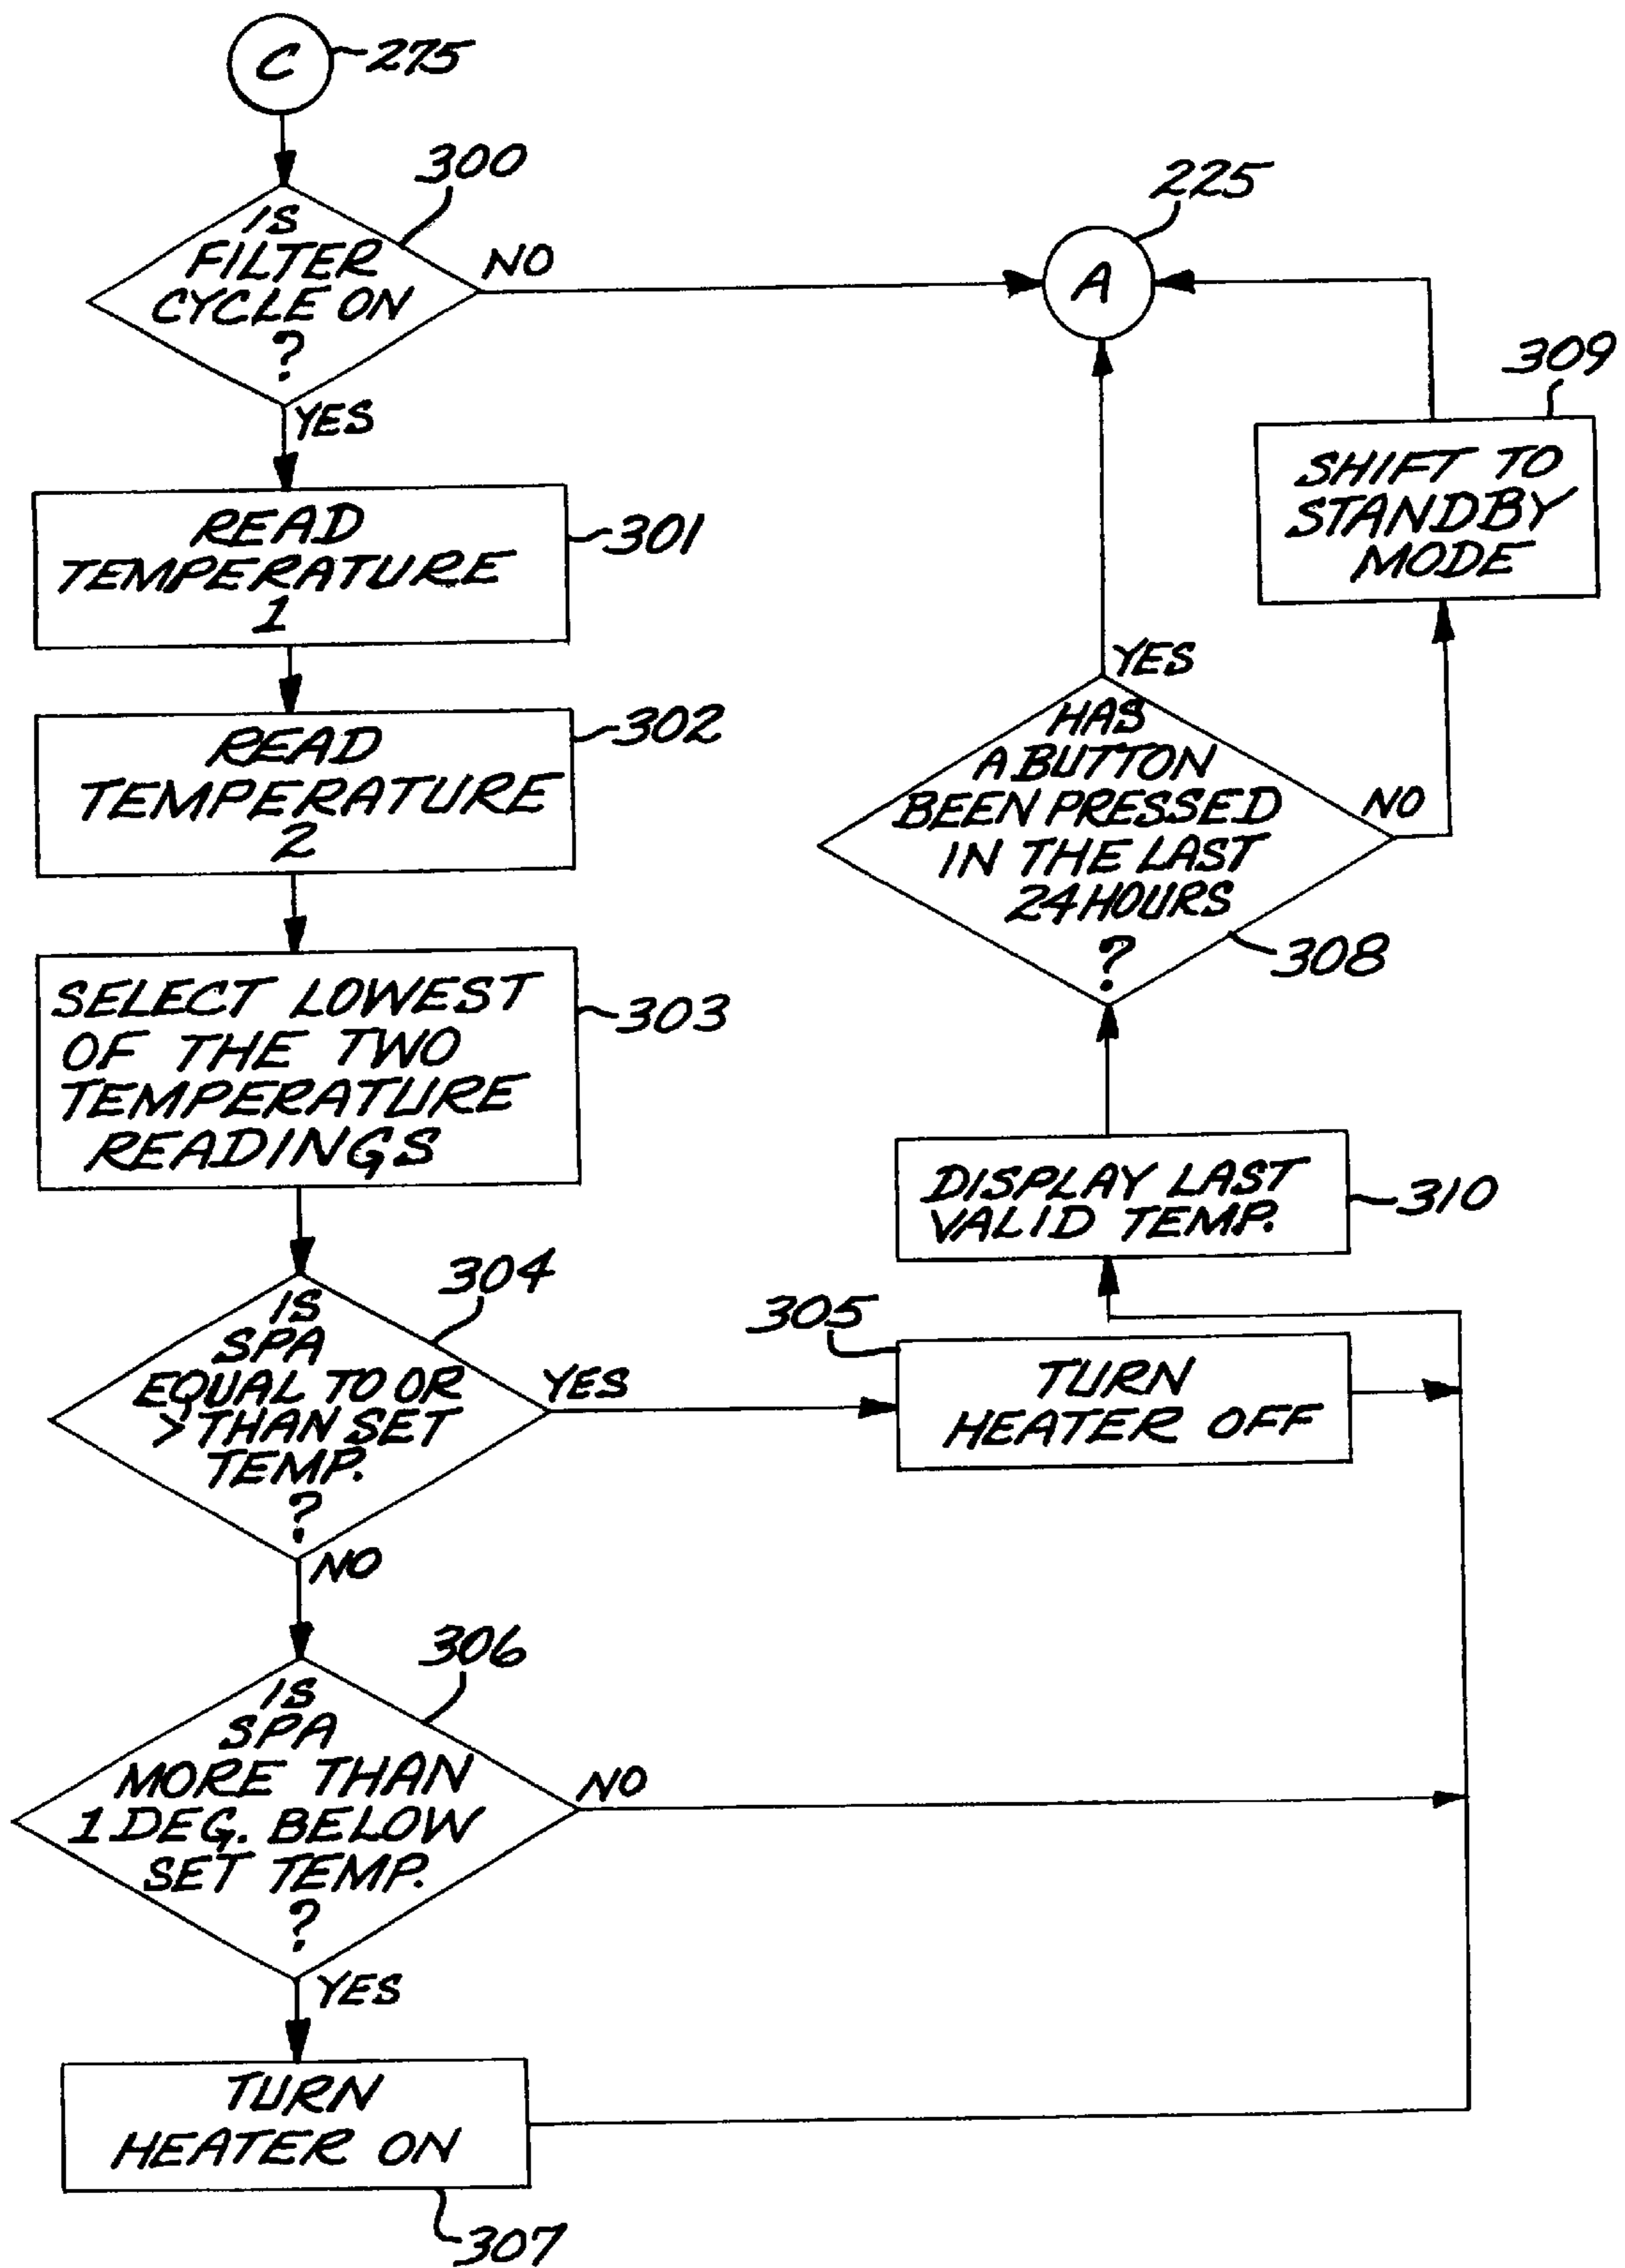 C
275
300
IS
FILTER
CYCLE ON
?
NO
YES
225
A
309
SHIFT TO
STANDBY
MODE
READ
TEMPERATURE
1
301
READ
TEMPERATURE
2
302
YES
HAS
A BUTTON
BEEN PRESSED
IN THE LAST
24 HOURS
?
NO
308
SELECT LOWEST
OF THE TWO
TEMPERATURE
READINGS
303
DISPLAY LAST
VALID TEMP.
310
304
IS
SPA
EQUAL TO OR
> THAN SET
TEMP.
?
YES
NO
305
TURN
HEATER OFF
306
IS
SPA
MORE THAN
1 DEG. BELOW
SET TEMP.
?
NO
YES
TURN
HEATER ON
307